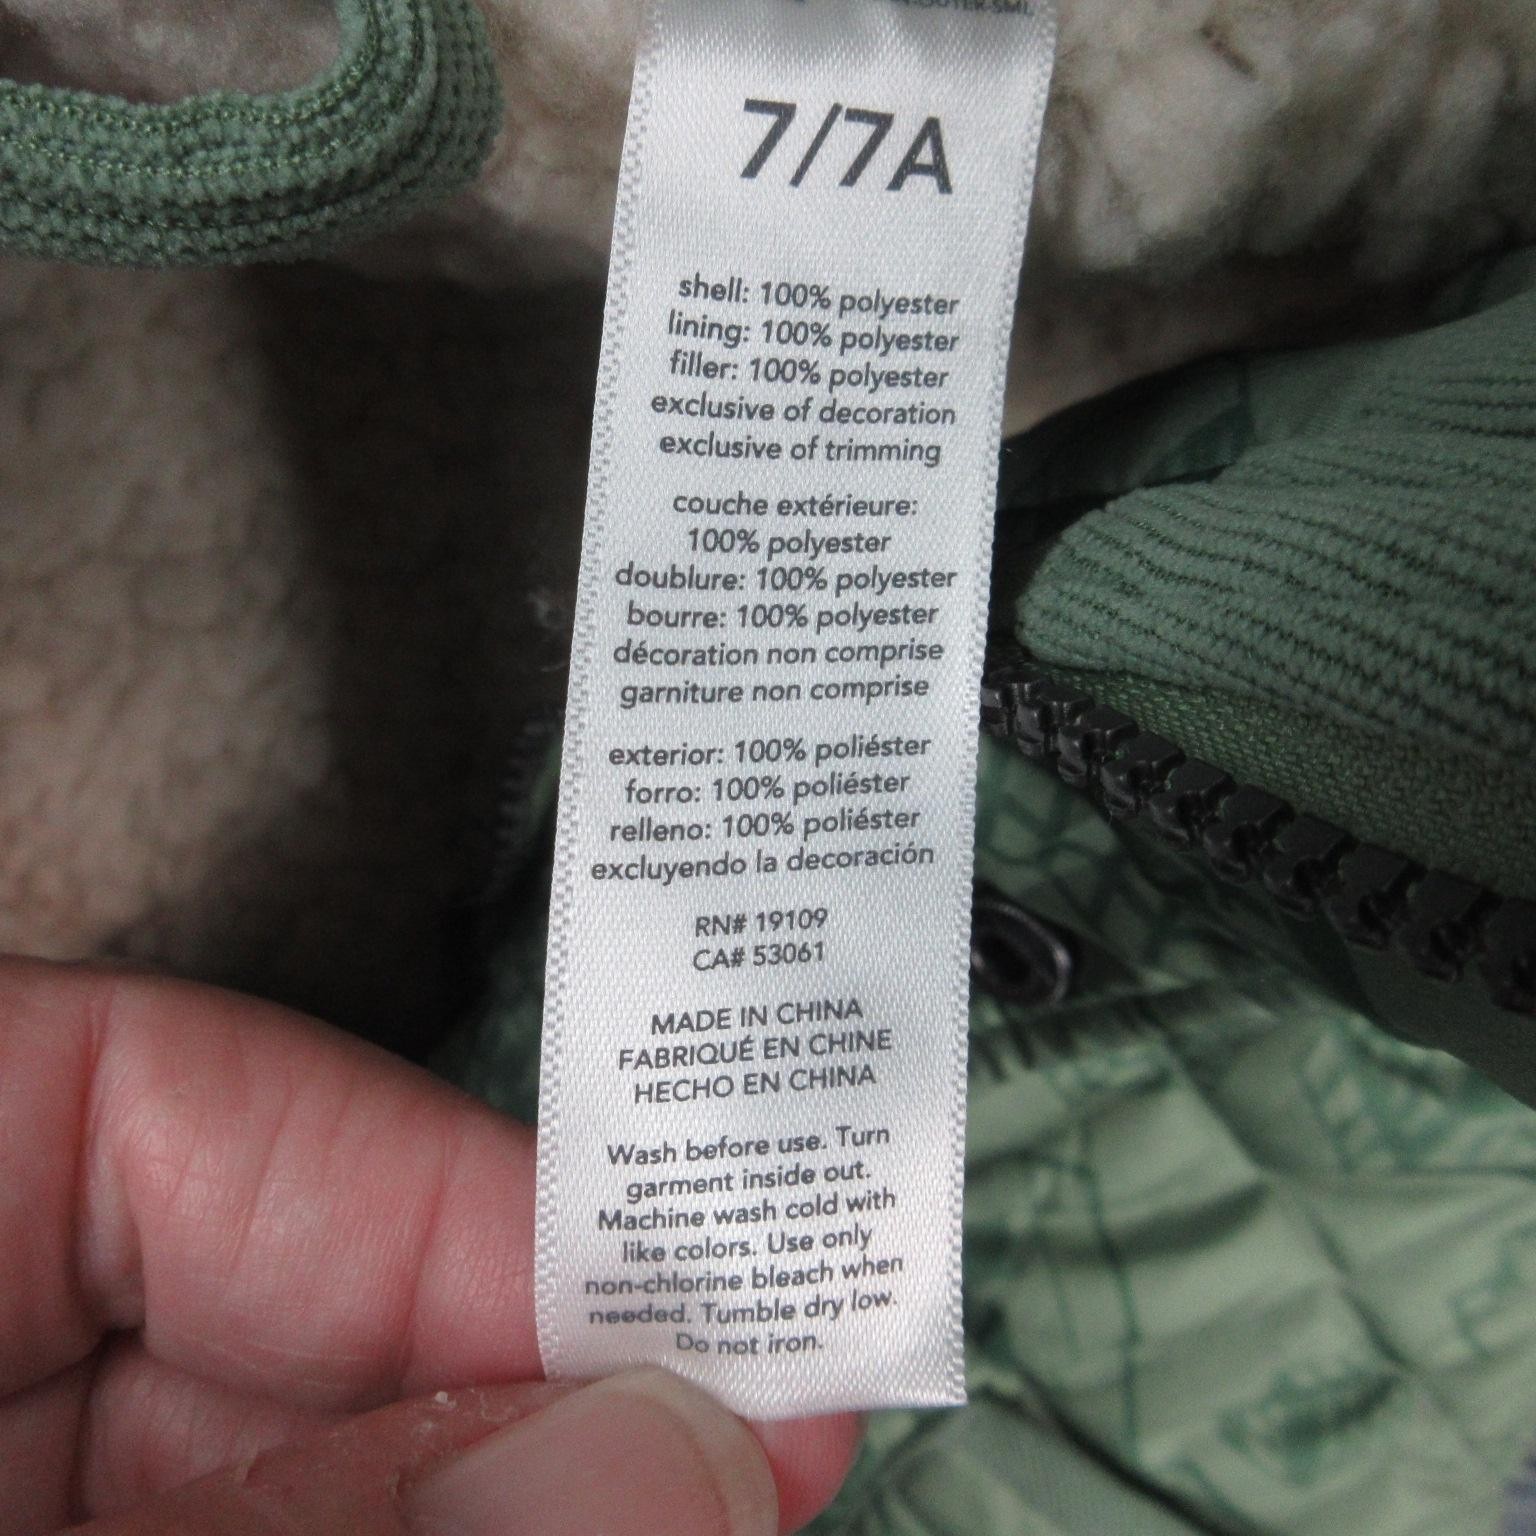 OUTER-SML
7/7A
shell: 100% polyester
lining: 100% polyester
filler: 100% polyester
exclusive of decoration
exclusive of trimming
couche extérieure:
100% polyester
doublure: 100% polyester
bourre: 100% polyester
décoration non comprise
garniture non comprise
exterior: 100% poliéster
forro: 100% poliéster
relleno: 100% poliéster
excluyendo la decoración
RN# 19109
CA# 53061
MADE IN CHINA
FABRIQUÉ EN CHINE
HECHO EN CHINA
Wash before use. Turn
garment inside out.
Machine wash cold with
like colors. Use only
non-chlorine bleach when
needed. Tumble dry low.
Do not iron.